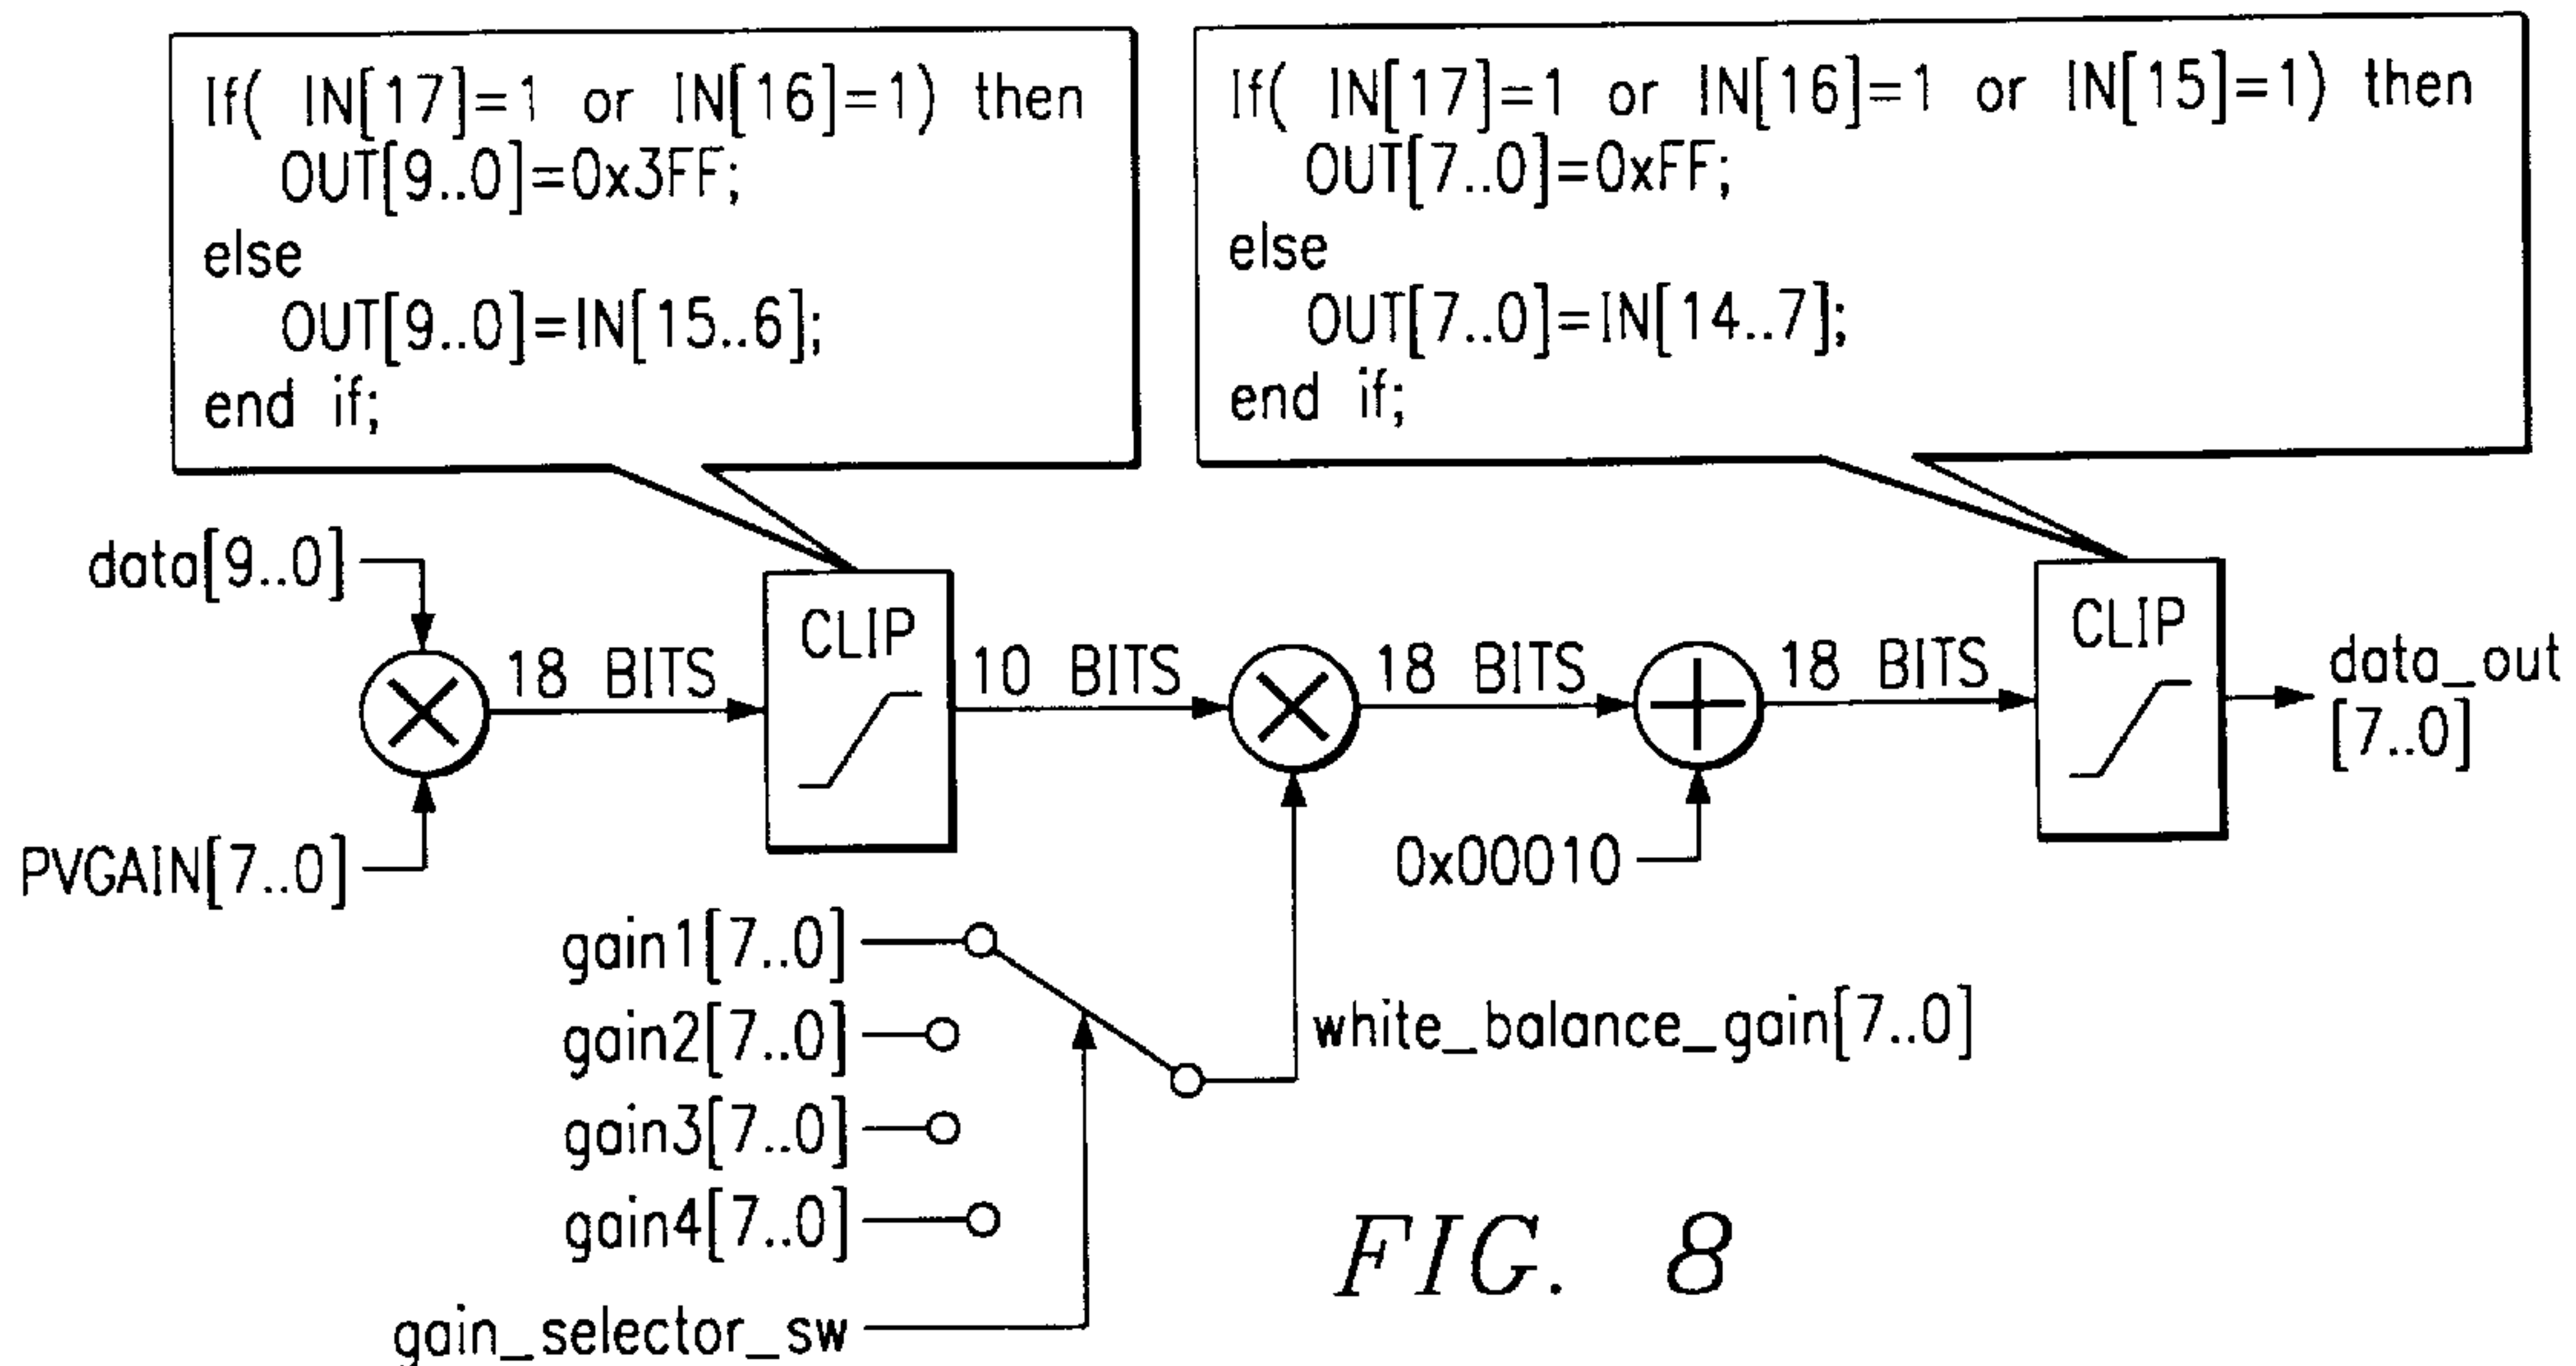 If( IN[17]=1 or IN[16]=1) then
OUT[9..0]=0x3FF;
else
OUT[9..0]=IN[15..6];
end if;
If( IN[17]=1 or IN[16]=1 or IN[15]=1) then
OUT[7..0]=0xFF;
else
OUT[7..0]=IN[14..7];
end if;
data[9..0]
PVGAIN[7..0]
18 BITS
CLIP
10 BITS
18 BITS
18 BITS
CLIP
data_out
[7..0]
0x00010
gain1[7..0]
gain2[7..0]
gain3[7..0]
gain4[7..0]
gain_selector_sw
white_balance_gain[7..0]
FIG. 8